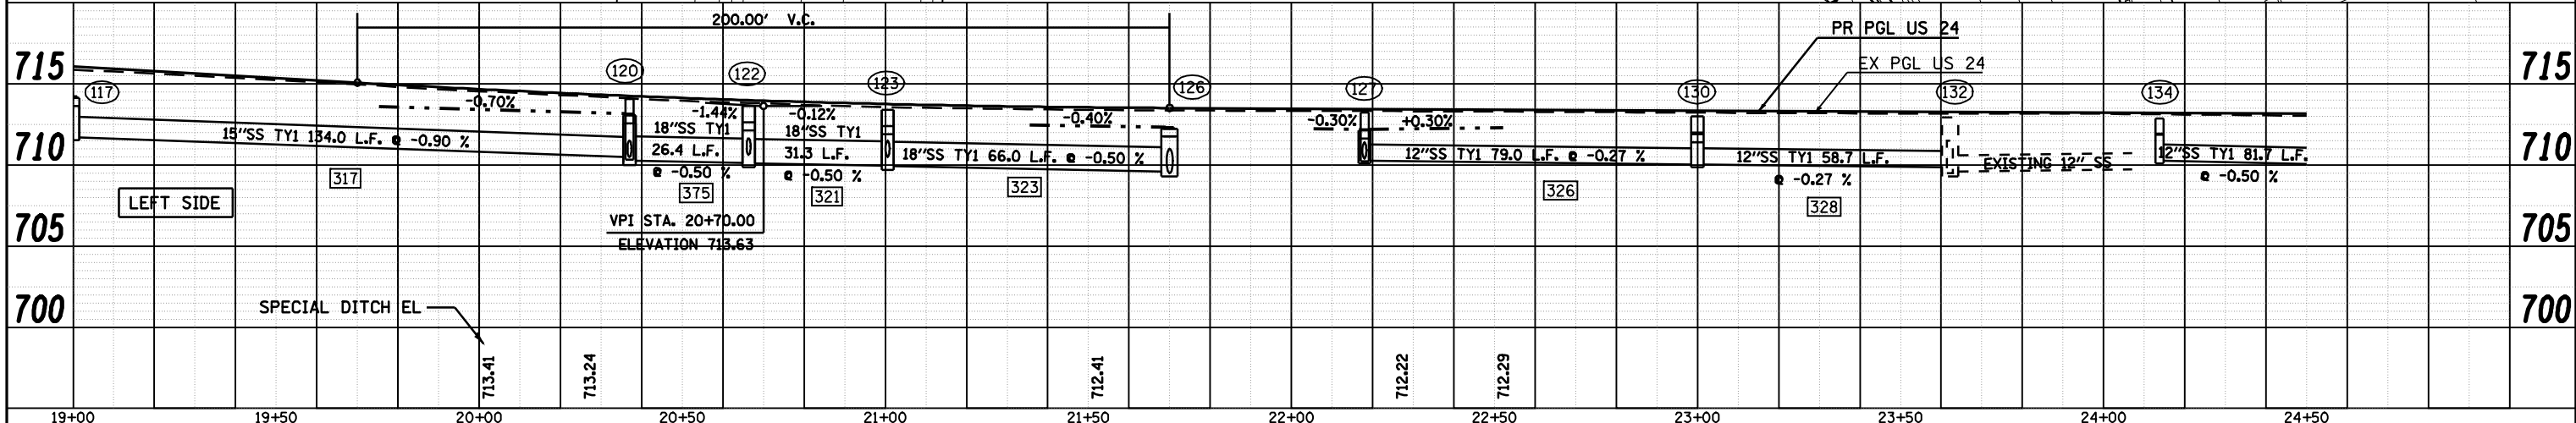 200.00' V.C.
PR PGL US 24
EX PGL US 24
715
715
117
120
122
123
126
127
130
132
134
-0.70%
-1.44%
-0.12%
-0.40%
-0.30%
+0.30%
15"SS TY1 134.0 L.F. @ -0.90 %
18"SS TY1
26.4 L.F.
@ -0.50 %
18"SS TY1
31.3 L.F.
@ -0.50 %
18"SS TY1 66.0 L.F. @ -0.50 %
12"SS TY1 79.0 L.F. @ -0.27 %
12"SS TY1 58.7 L.F.
@ -0.27 %
EXISTING 12" SS
12"SS TY1 81.7 L.F.
@ -0.50 %
710
710
317
375
321
323
326
328
LEFT SIDE
VPI STA. 20+70.00
ELEVATION 713.63
705
705
SPECIAL DITCH EL
700
700
713.41
713.24
712.41
712.22
712.29
19+00
19+50
20+00
20+50
21+00
21+50
22+00
22+50
23+00
23+50
24+00
24+50